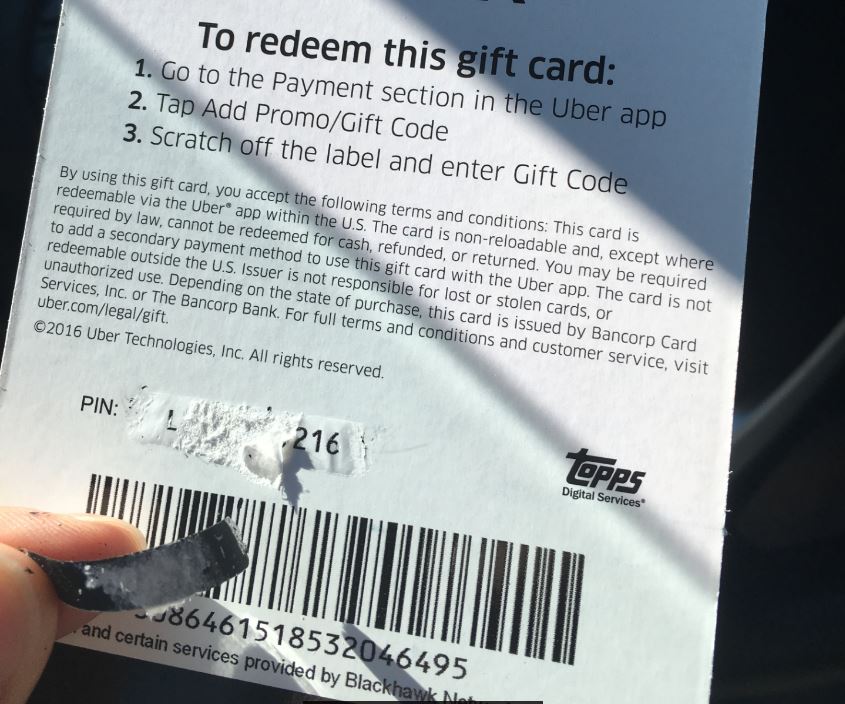 To redeem this gift card:
1. Go to the Payment section in the Uber app
2. Tap Add Promo/Gift Code
3. Scratch off the label and enter Gift Code
By using this gift card, you accept the following terms and conditions: This card is
redeemable via the Uber® app within the U.S. The card is non-reloadable and, except where
required by law, cannot be redeemed for cash, refunded, or returned. You may be required
to add a secondary payment method to use this gift card with the Uber app. The card is not
redeemable outside the U.S. Issuer is not responsible for lost or stolen cards, or
unauthorized use. Depending on the state of purchase, this card is issued by Bancorp Card
Services, Inc. or The Bancorp Bank. For full terms and conditions and customer service, visit
uber.com/legal/gift.
©2016 Uber Technologies, Inc. All rights reserved.
PIN: 216
topps
Digital Services®
86461518532046495
and certain services provided by Blackhawk